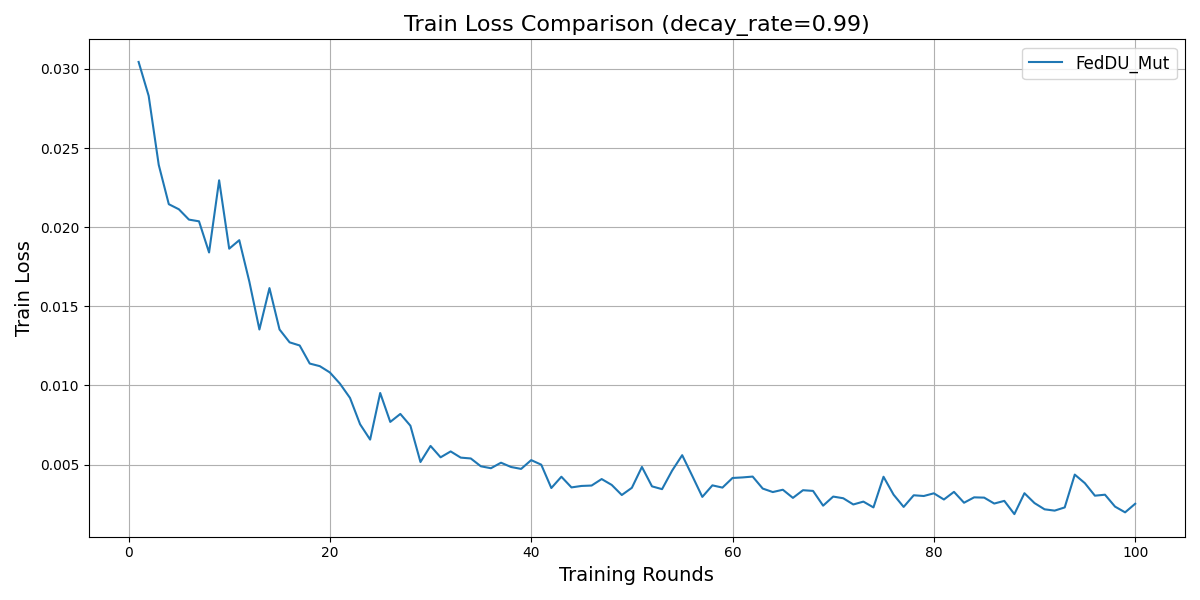 Train Loss Comparison (decay_rate=0.99)
FedDU_Mut
Train Loss
0.030
0.025
0.020
0.015
0.010
0.005
0 20 40 60 80 100
Training Rounds